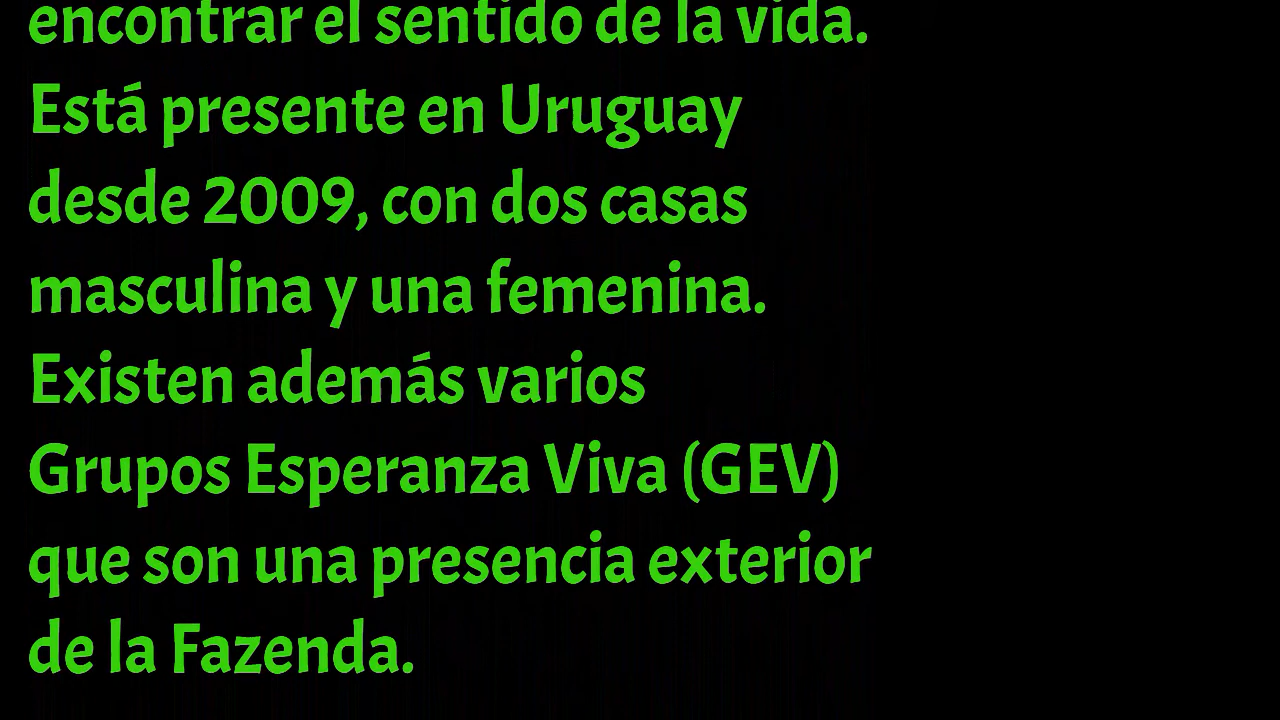 encontrar el sentido de la vida.
Está presente en Uruguay
desde 2009, con dos casas
masculina y una femenina.
Existen además varios
Grupos Esperanza Viva (GEV)
que son una presencia exterior
de la Fazenda.